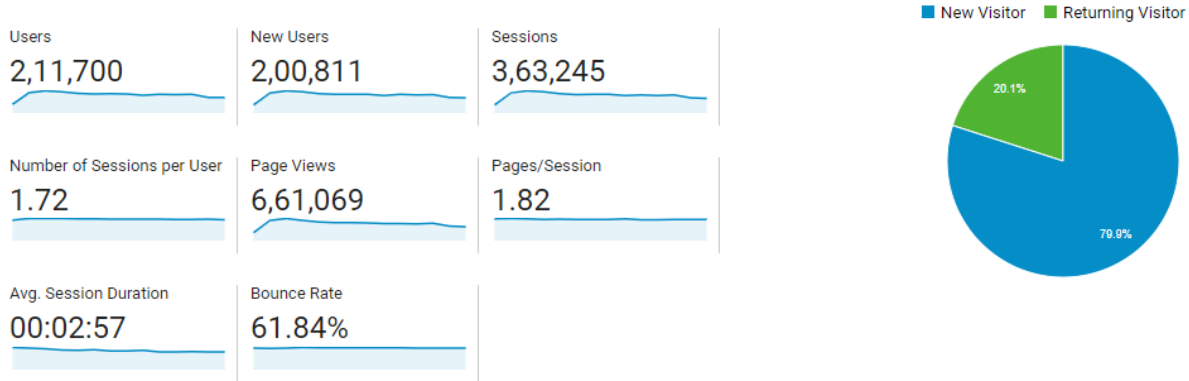 New Visitor Returning Visitor
Users New Users Sessions
2,11,700 2,00,811 3,63,245
20.1%
Number of Sessions per User Page Views Pages/Session
1.72 6,61,069 1.82
79.9%
Avg. Session Duration Bounce Rate
00:02:57 61.84%